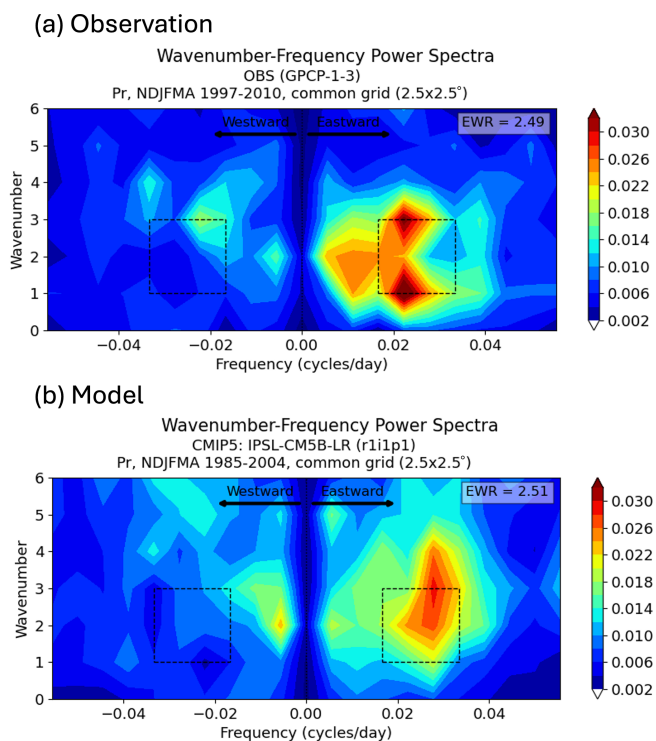 (a) Observation
Wavenumber-Frequency Power Spectra
OBS (GPCP-1-3)
Pr, NDJFMA 1997-2010, common grid (2.5x2.5°)
Westward Eastward
EWR = 2.49
Wavenumber
6
5
4
3
2
1
0
−0.04 −0.02 0.00 0.02 0.04
Frequency (cycles/day)
0.030
0.026
0.022
0.018
0.014
0.010
0.006
0.002
(b) Model
Wavenumber-Frequency Power Spectra
CMIP5: IPSL-CM5B-LR (r1i1p1)
Pr, NDJFMA 1985-2004, common grid (2.5x2.5°)
Westward Eastward
EWR = 2.51
Wavenumber
6
5
4
3
2
1
0
−0.04 −0.02 0.00 0.02 0.04
Frequency (cycles/day)
0.030
0.026
0.022
0.018
0.014
0.010
0.006
0.002